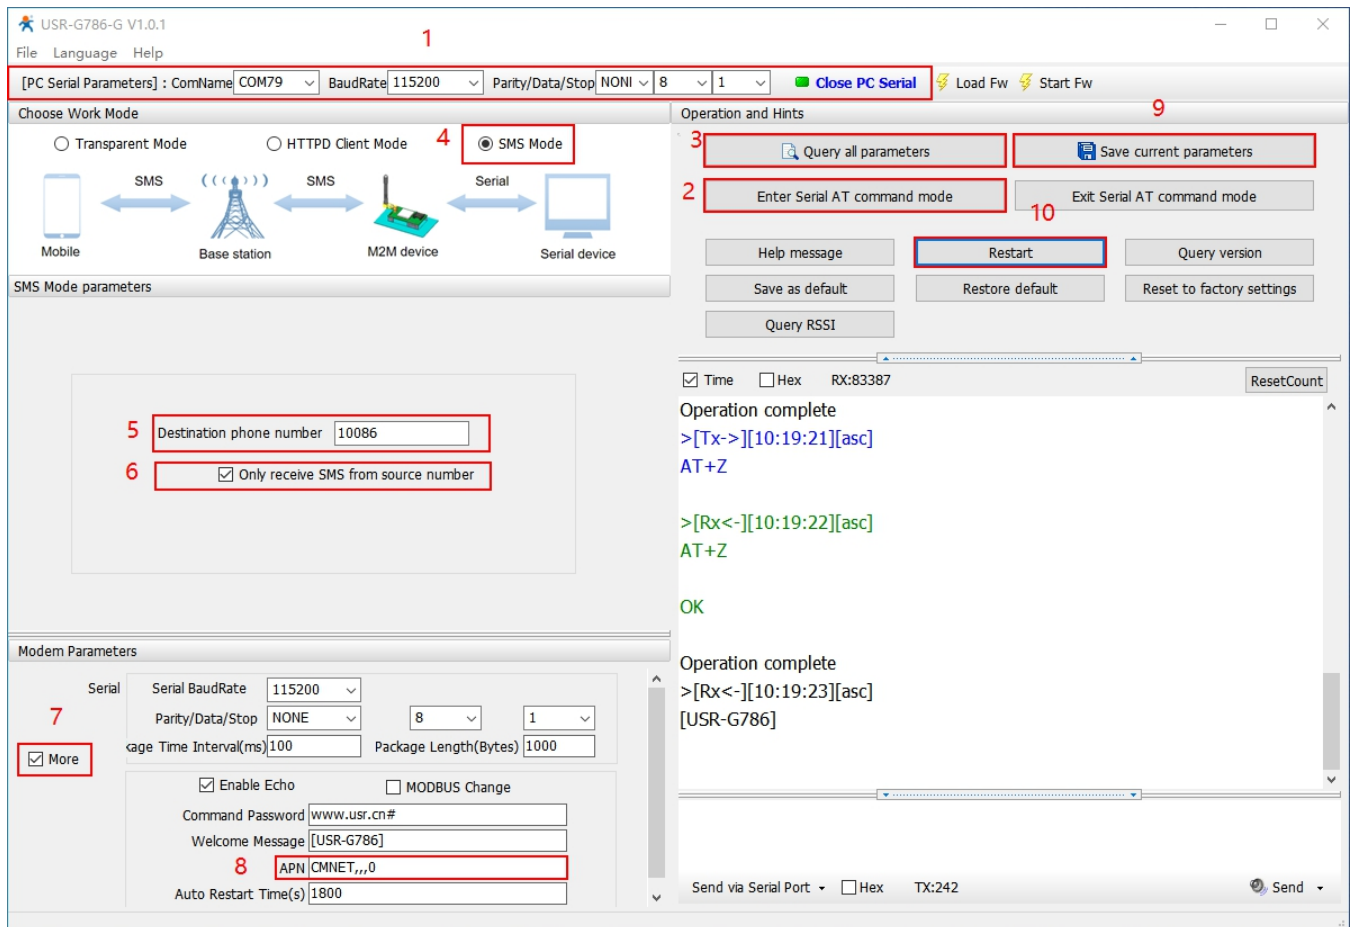 USR-G786-G V1.0.1
File Language Help
1
[PC Serial Parameters] : ComName COM79 BaudRate 115200 Parity/Data/Stop NONI 8 1 Close PC Serial Load Fw Start Fw
Choose Work Mode
Transparent Mode HTTPD Client Mode 4 SMS Mode
SMS SMS Serial
Mobile Base station M2M device Serial device
SMS Mode parameters
5 Destination phone number 10086
6 Only receive SMS from source number
Modem Parameters
Serial Serial BaudRate 115200
7 Parity/Data/Stop NONE 8 1
kage Time Interval(ms) 100 Package Length(Bytes) 1000
More
Enable Echo MODBUS Change
Command Password www.usr.cn#
Welcome Message [USR-G786]
8 APN CMNET,,,0
Auto Restart Time(s) 1800
Operation and Hints
9
3 Query all parameters Save current parameters
2 Enter Serial AT command mode Exit Serial AT command mode
10
Help message Restart Query version
Save as default Restore default Reset to factory settings
Query RSSI
Time Hex RX:83387 ResetCount
Operation complete
>[Tx->][10:19:21][asc]
AT+Z
>[Rx<-][10:19:22][asc]
AT+Z
OK
Operation complete
>[Rx<-][10:19:23][asc]
[USR-G786]
Send via Serial Port Hex TX:242 Send